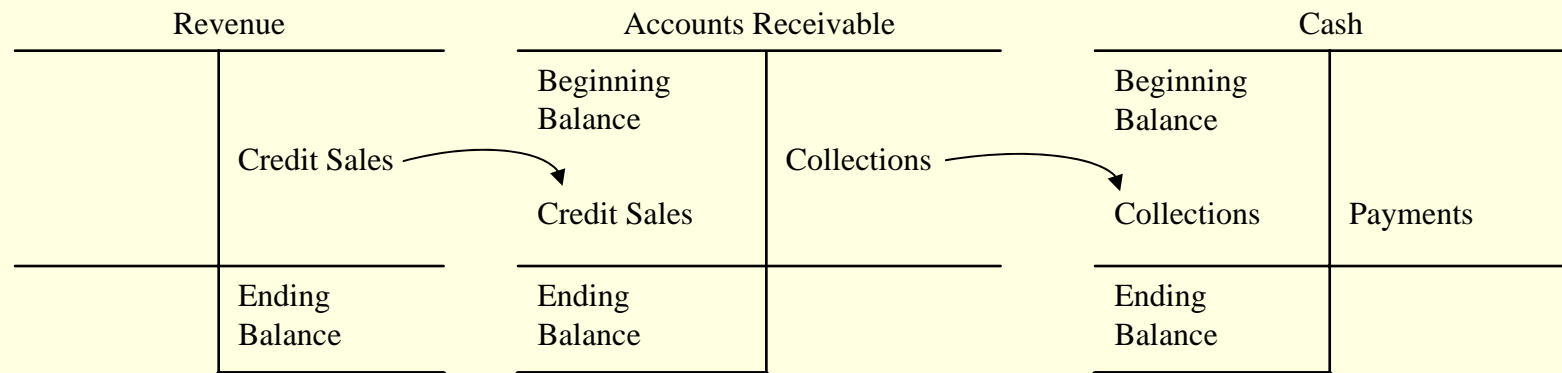 Revenue
Accounts Receivable
Cash
Beginning
Balance
Beginning
Balance
Credit Sales
Collections
Credit Sales
Collections
Payments
Ending
Balance
Ending
Balance
Ending
Balance